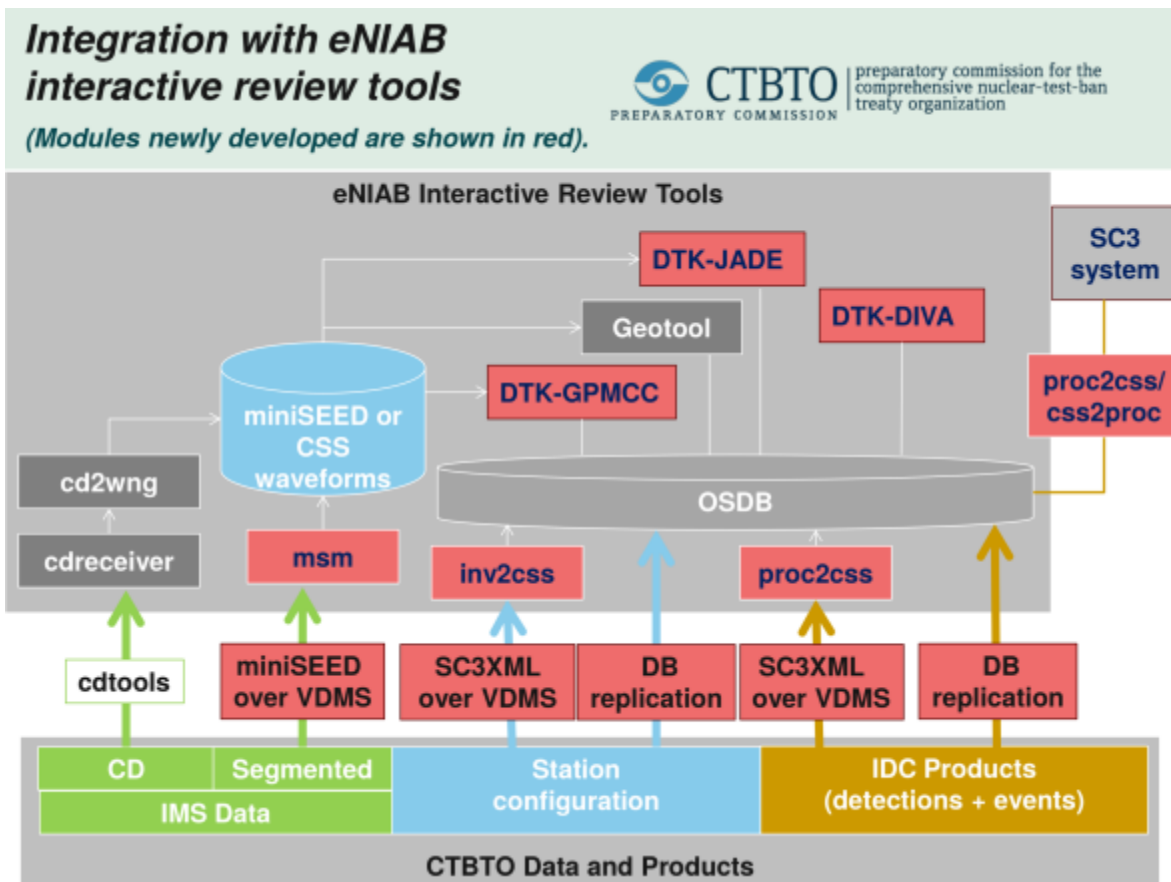 Integration with eNIAB
interactive review tools
(Modules newly developed are shown in red).
CTBTO
PREPARATORY COMMISSION
preparatory commission for the
comprehensive nuclear-test-ban
treaty organization
eNIAB Interactive Review Tools
SC3
system
DTK-JADE
Geotool
DTK-DIVA
proc2css/
css2proc
DTK-GPMCC
miniSEED or
CSS
waveforms
cd2wng
OSDB
cdreceiver
msm
inv2css
proc2css
cdtools
miniSEED
over VDMS
SC3XML
over VDMS
DB
replication
SC3XML
over VDMS
DB
replication
CD
Segmented
IMS Data
Station
configuration
IDC Products
(detections + events)
CTBTO Data and Products